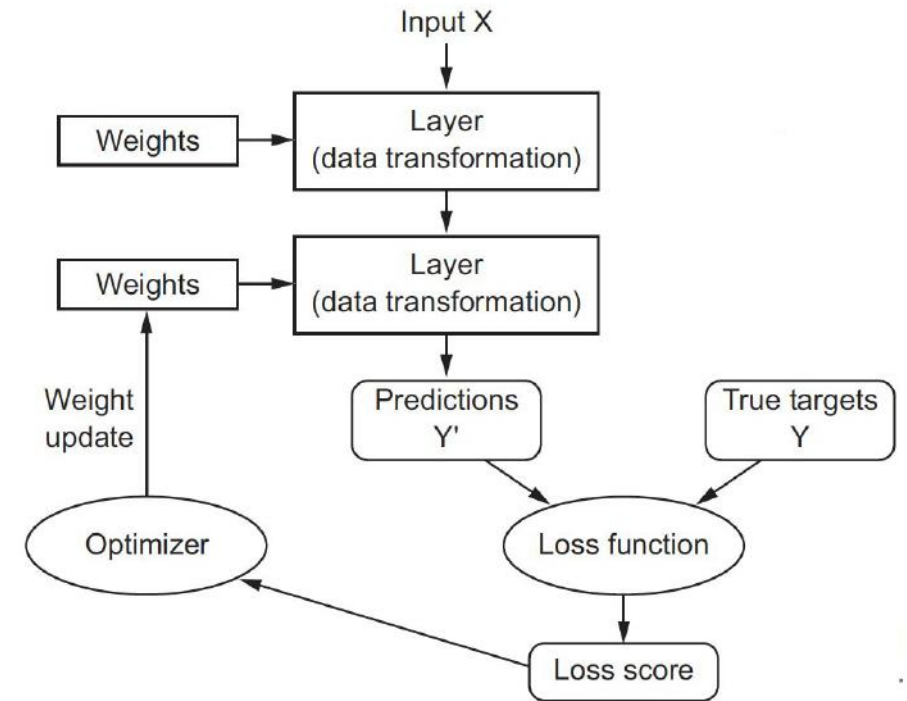 Input X
Layer
(data transformation)
Weights
Layer
(data transformation)
Weights
Weight
update
Predictions
Y'
True targets
Y
Optimizer
Loss function
Loss score